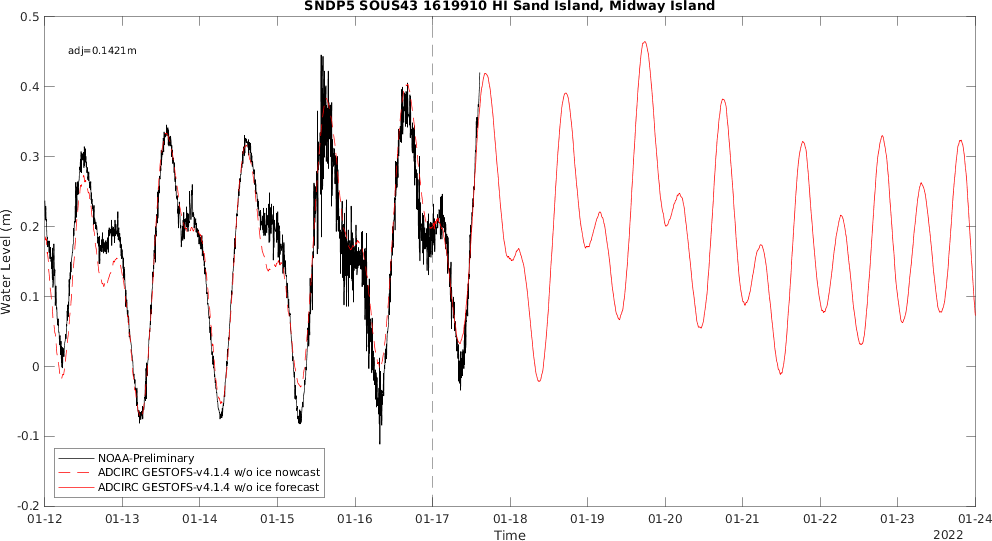 SNDP5 SOUS43 1619910 HI Sand Island, Midway Island
0.5
adj=0.1421m
0.4
0.3
0.2
0.1
0
-0.1
-0.2
Water Level (m)
NOAA-Preliminary
ADCIRC GESTOFS-v4.1.4 w/o ice nowcast
ADCIRC GESTOFS-v4.1.4 w/o ice forecast
01-12 01-13 01-14 01-15 01-16 01-17 01-18 01-19 01-20 01-21 01-22 01-23 01-24
Time
2022